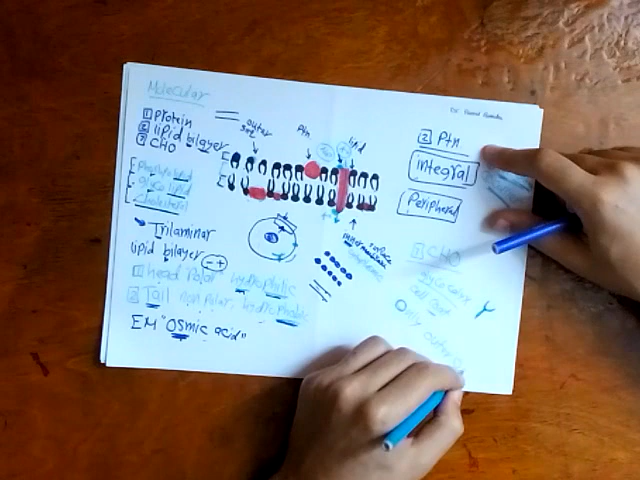 Molecular
1 protein
2 lipid bilayer
3 CHO
phospholipid
glycolipid
cholesterol
Trilaminar
lipid bilayer
1 head Polar hydrophilic
2 Tail non Polar hydrophobic
EM "Osmic acid"
outer
Ptn
lipid
surface
2 Ptn
integral
Peripheral
3 CHO
cell coat
Only outer